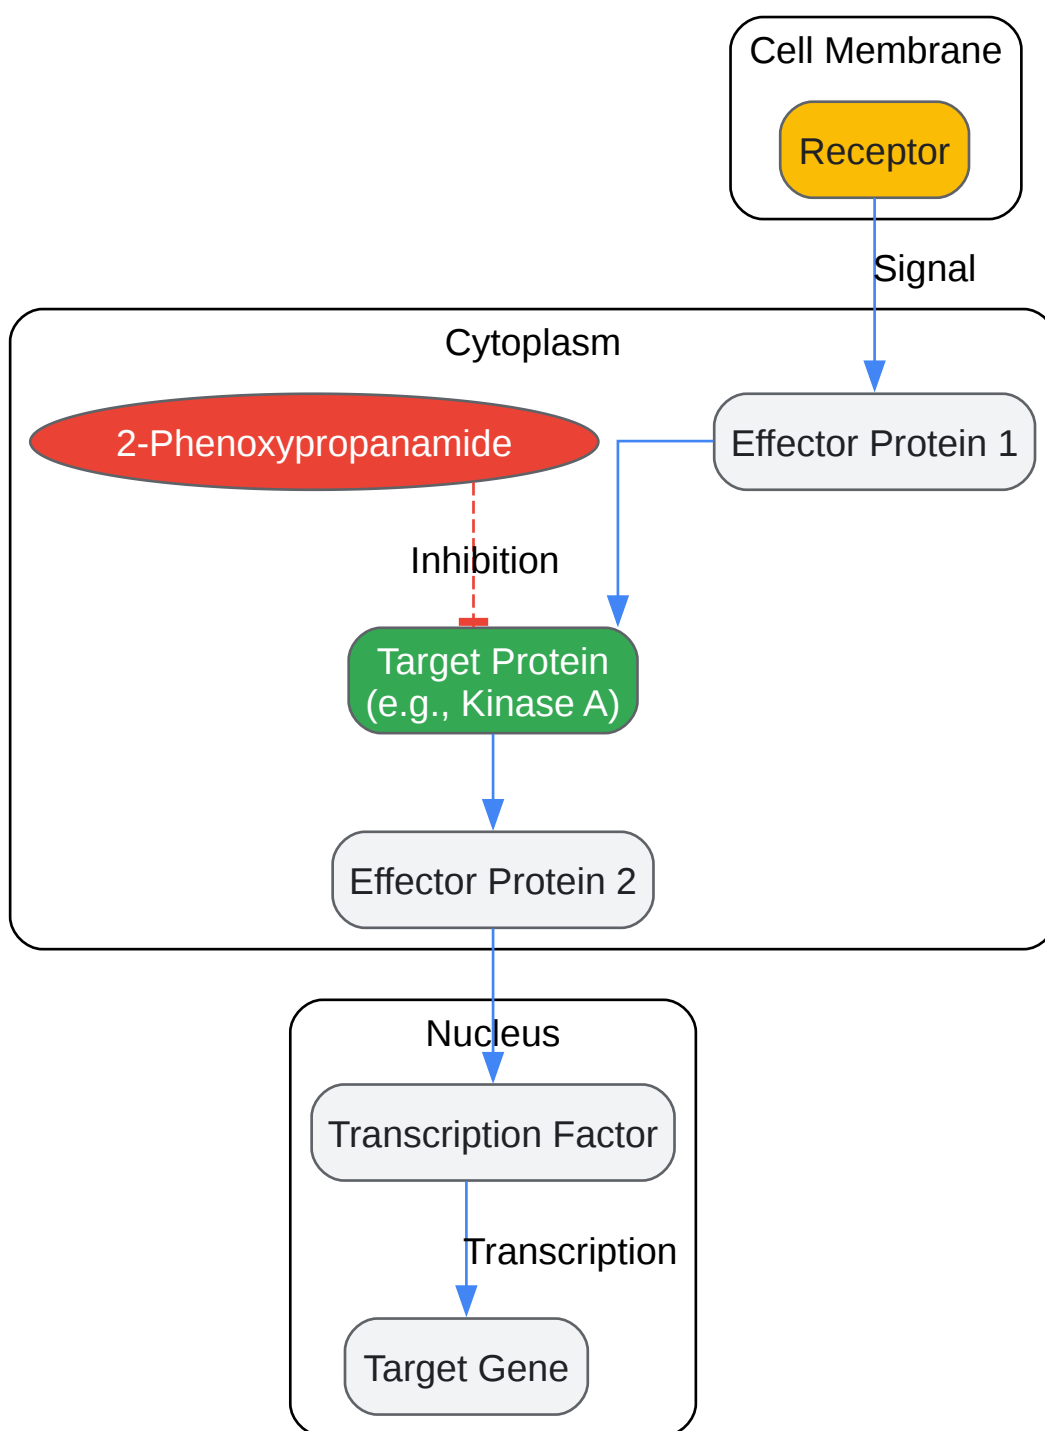 Cell Membrane
Receptor
Signal
Cytoplasm
2-Phenoxypropanamide
Effector Protein 1
Inhibition
Target Protein
(e.g., Kinase A)
Effector Protein 2
Nucleus
Transcription Factor
Transcription
Target Gene